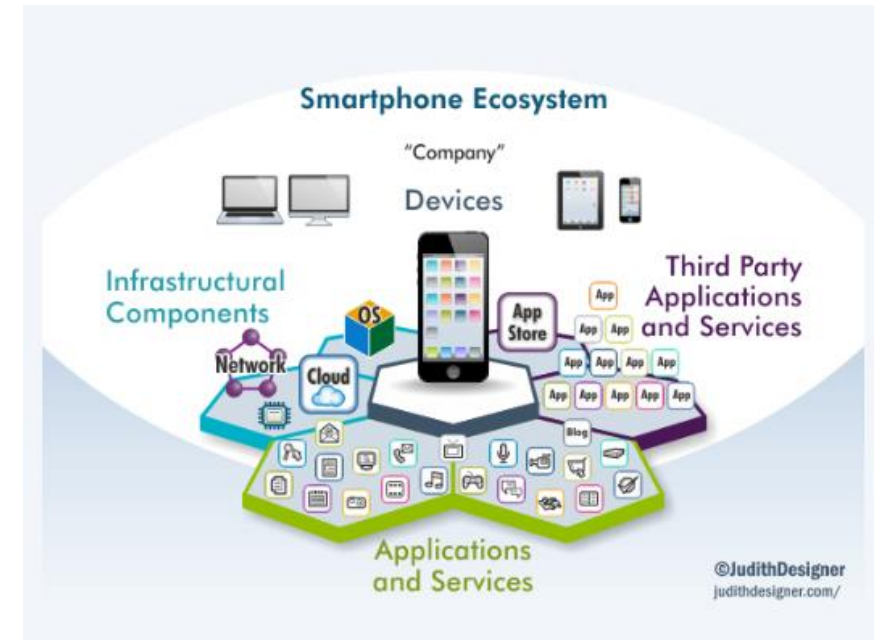 Smartphone Ecosystem
"Company"
Devices
Infrastructural
Components
Third Party
Applications
and Services
OS
App
Store
App
App App
App App App App
App App App App App
Network
Cloud
Blog
Applications
and Services
©JudithDesigner
judithdesigner.com/